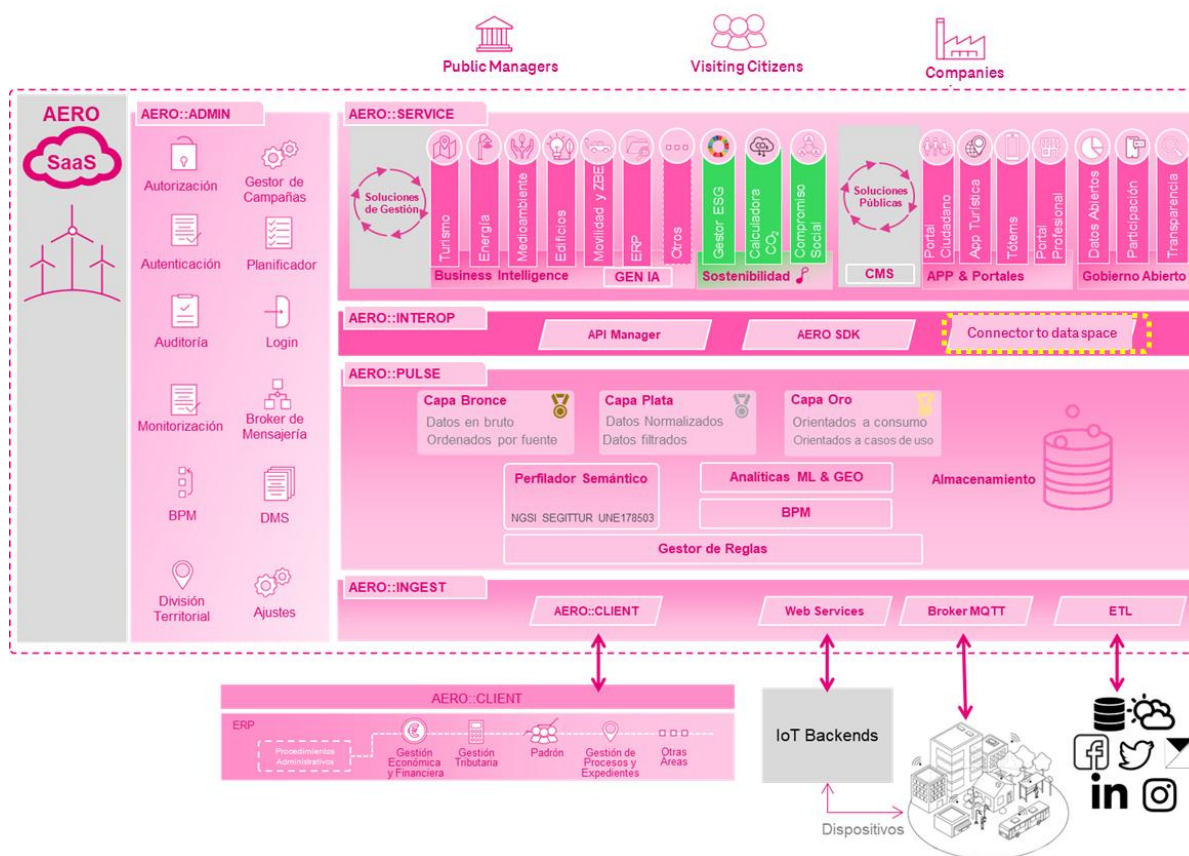 Public Managers
Visiting Citizens
Companies
AERO
SaaS
AERO::ADMIN
Autorización
Gestor de
Campañas
Autenticación
Planificador
Auditoría
Login
Monitorización
Broker de
Mensajería
BPM
DMS
División
Territorial
Ajustes
AERO::SERVICE
Soluciones
de Gestión
Turismo
Energía
Medioambiente
Edificios
Movilidad y ZBE
ERP
Otros
Business Intelligence
GEN IA
Gestor ESG
Calculadora
CO₂
CO₂
Compromiso
Social
Sostenibilidad
Soluciones
Públicas
CMS
Portal
Ciudadano
App Turística
Tótems
Portal
Profesional
APP & Portales
Datos Abiertos
Participación
Transparencia
Gobierno Abierto
AERO::INTEROP
API Manager
AERO SDK
Connector to data space
AERO::PULSE
Capa Bronce
Datos en bruto
Ordenados por fuente
Capa Plata
Datos Normalizados
Datos filtrados
Capa Oro
Orientados a consumo
Orientados a casos de uso
Perfilador Semántico
NGSI SEGITTUR UNE178503
Analíticas ML & GEO
BPM
Gestor de Reglas
Almacenamiento
AERO::INGEST
AERO::CLIENT
Web Services
Broker MQTT
ETL
AERO::CLIENT
ERP
Procedimientos
Administrativos
Gestión
Económica
y Financiera
Gestión
Tributaria
Padrón
Gestión de
Procesos y
Expedientes
Otras
Áreas
IoT Backends
Dispositivos
f
in